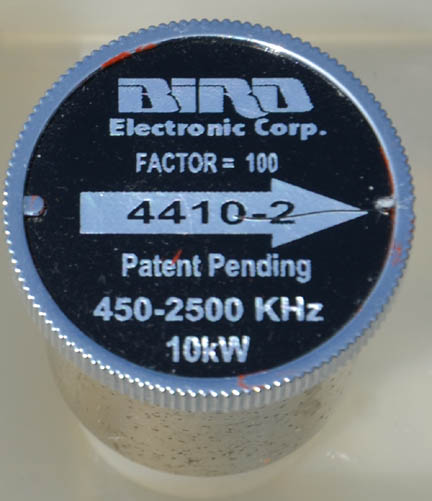 BIRD
Electronic Corp.
FACTOR = 100
4410-2
Patent Pending
450-2500 KHz
10kW